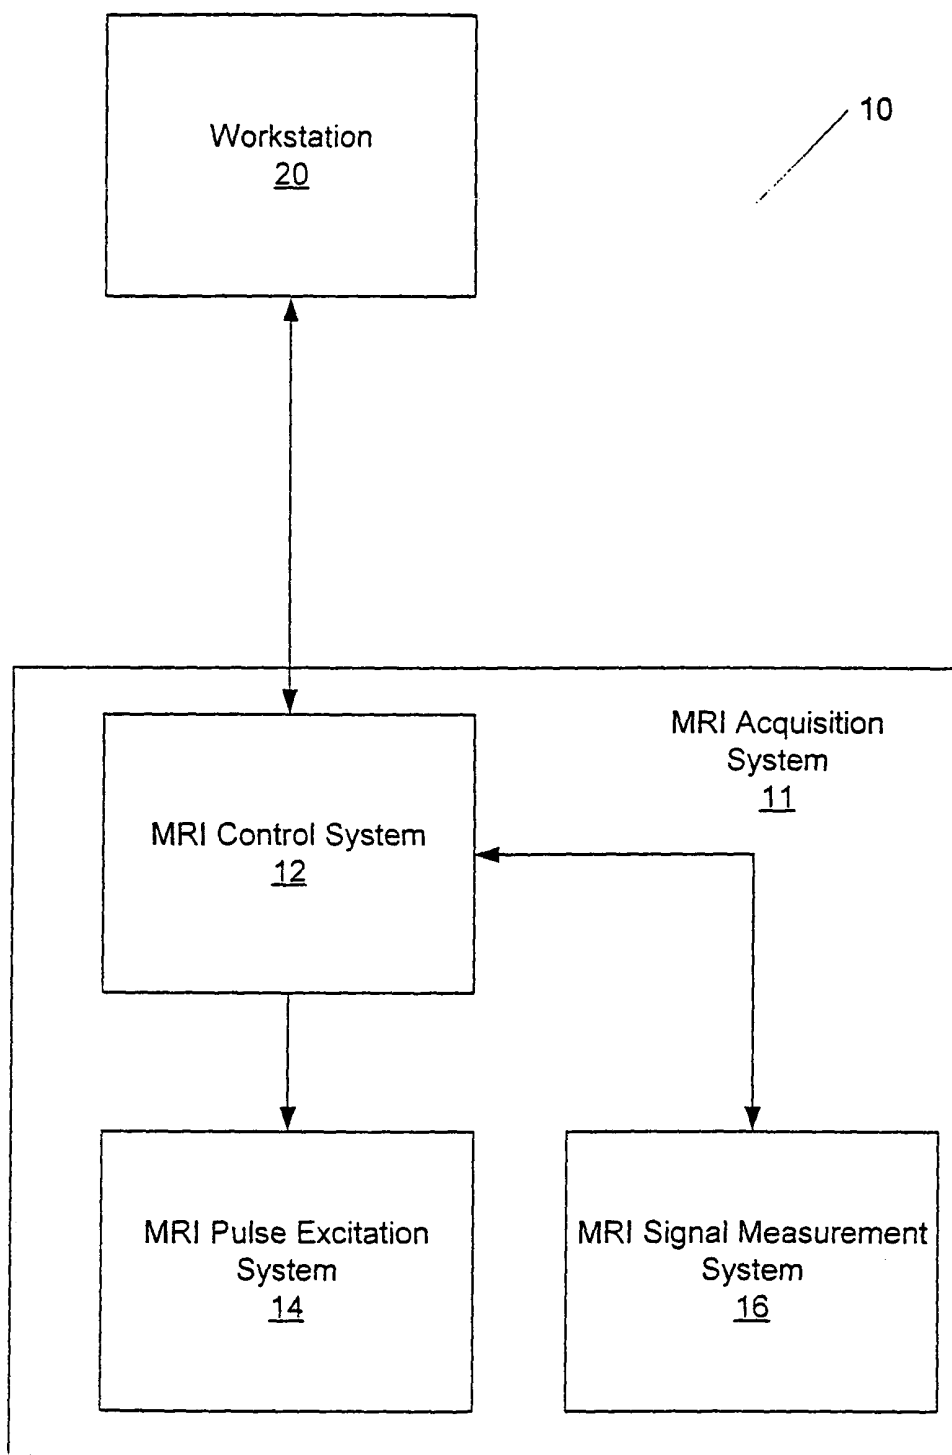 Workstation
20
10
MRI Acquisition
System
11
MRI Control System
12
MRI Pulse Excitation
System
14
MRI Signal Measurement
System
16